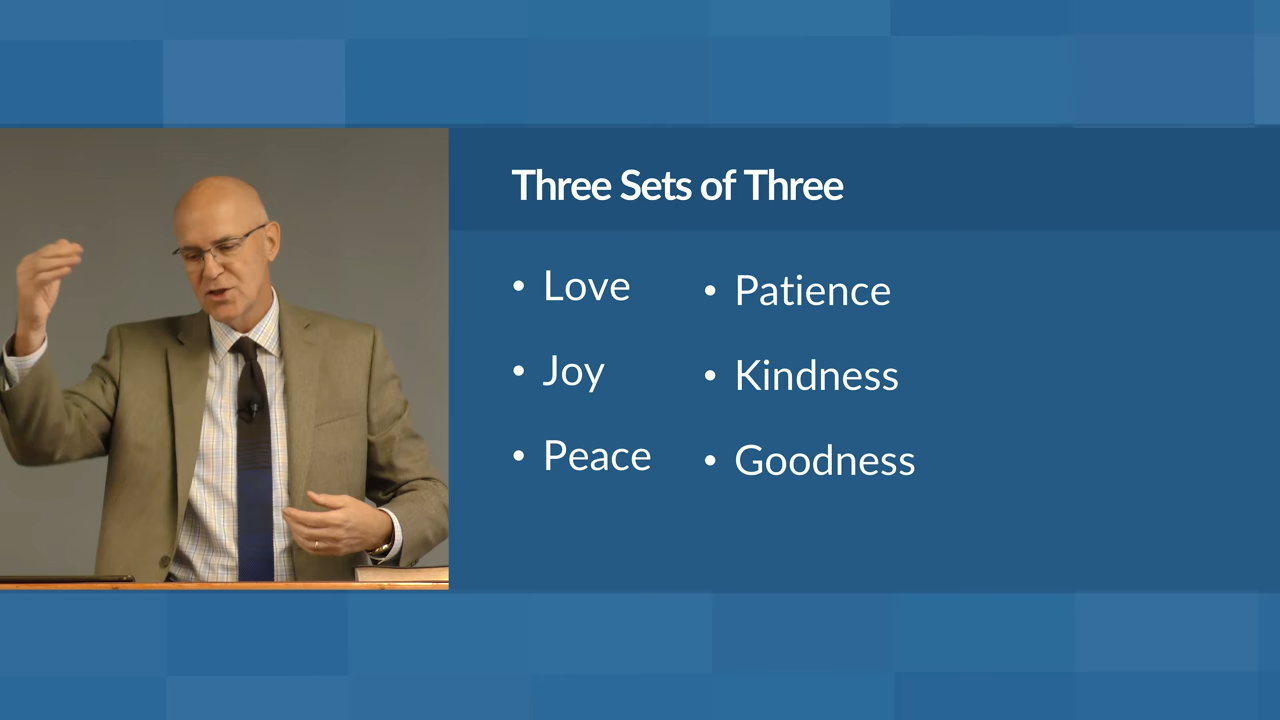 Three Sets of Three
• Love
• Joy
• Peace
• Patience
• Kindness
• Goodness